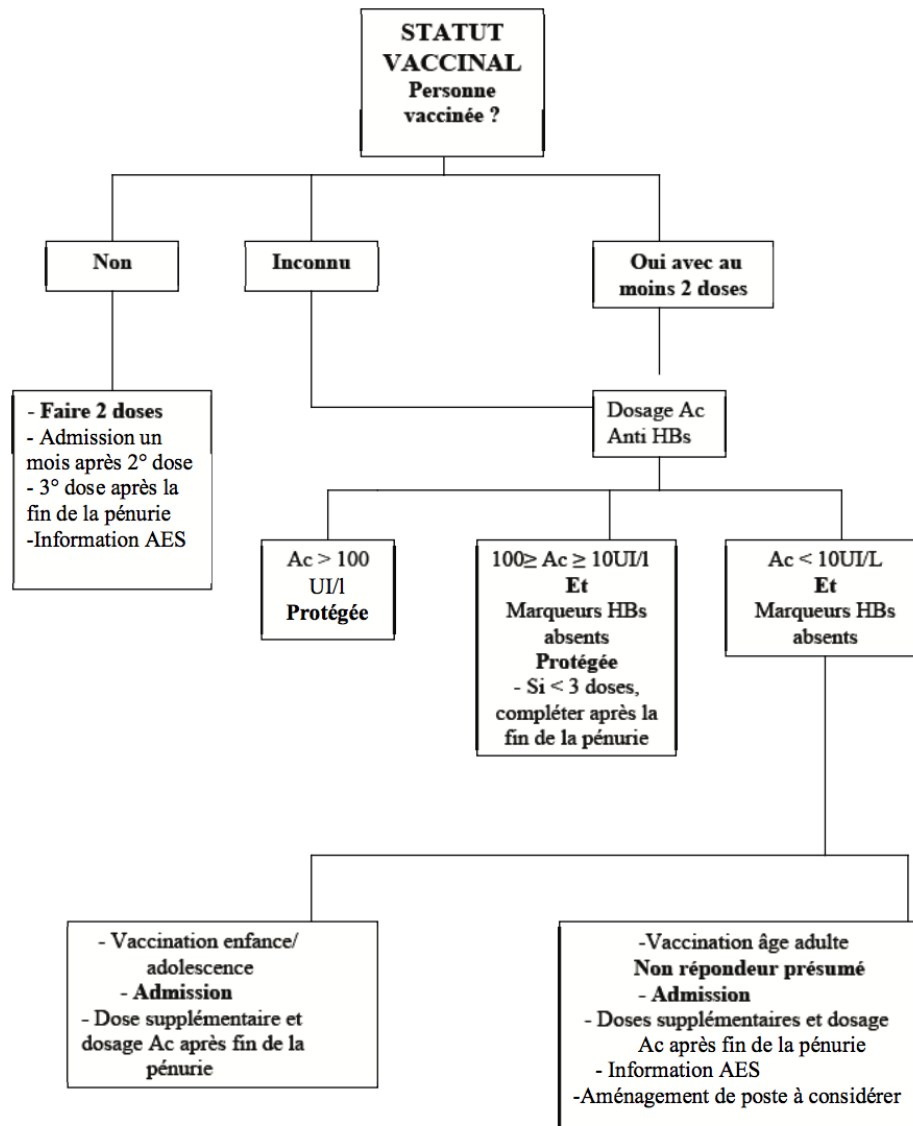 STATUT
VACCINAL
Personne
vaccinée ?
Non
Inconnu
Oui avec au
moins 2 doses
- Faire 2 doses
- Admission un
mois après 2° dose
- 3° dose après la
fin de la pénurie
-Information AES
Dosage Ac
Anti HBs
Ac > 100
UI/l
Protégée
100≥ Ac ≥ 10UI/l
Et
Marqueurs HBs
absents
Protégée
- Si < 3 doses,
compléter après la
fin de la pénurie
Ac < 10UI/L
Et
Marqueurs HBs
absents
- Vaccination enfance/
adolescence
- Admission
- Dose supplémentaire et
dosage Ac après fin de la
pénurie
-Vaccination âge adulte
Non répondeur présumé
- Admission
- Doses supplémentaires et dosage
Ac après fin de la pénurie
- Information AES
-Aménagement de poste à considérer